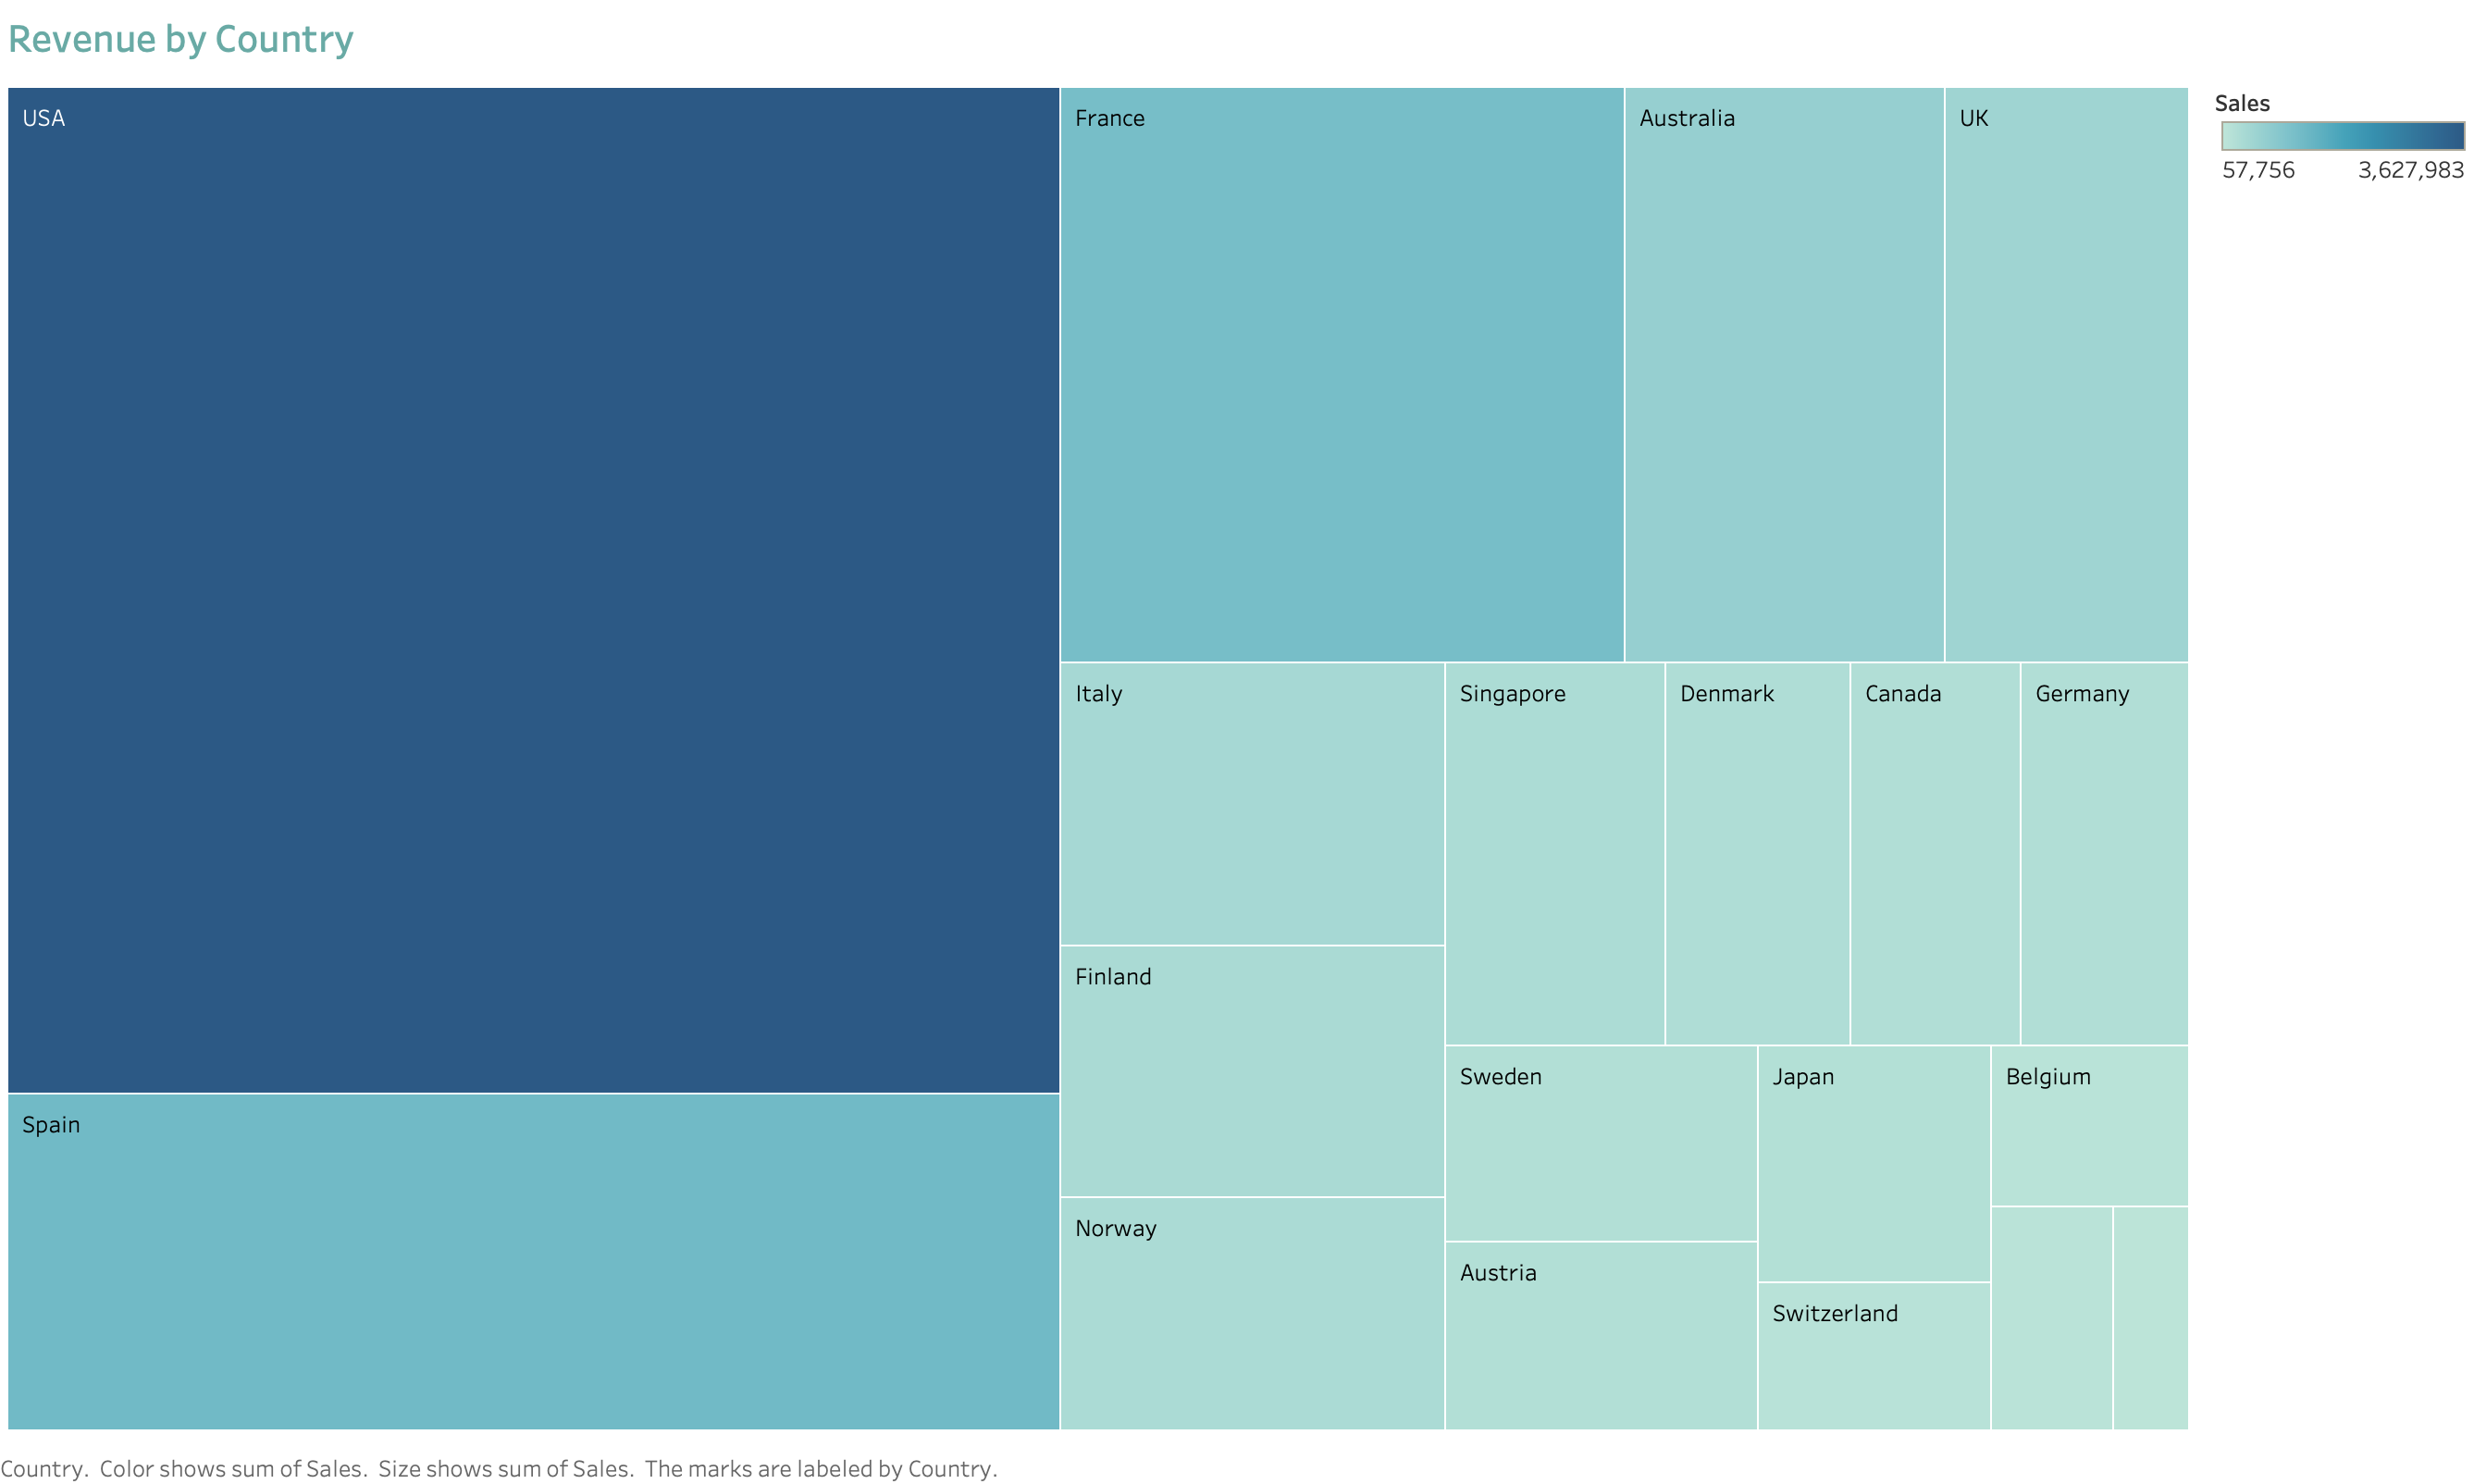 Revenue by Country
USA
France
Australia
UK
Sales
57,756 3,627,983
Italy
Singapore
Denmark
Canada
Germany
Finland
Sweden
Japan
Belgium
Spain
Norway
Austria
Switzerland
Country.  Color shows sum of Sales.  Size shows sum of Sales.  The marks are labeled by Country.